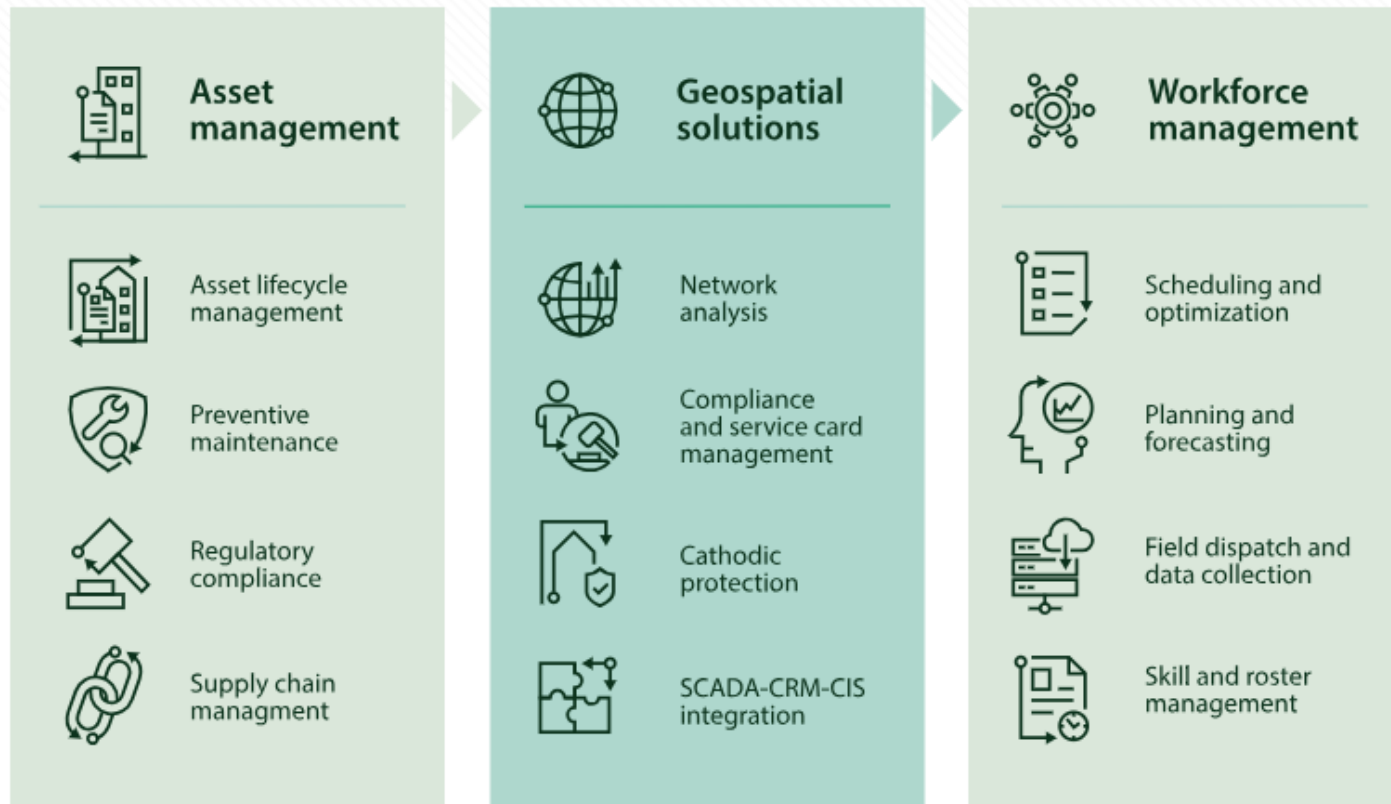 Asset
management
Asset lifecycle
management
Preventive
maintenance
Regulatory
compliance
Supply chain
managment
Geospatial
solutions
Network
analysis
Compliance
and service card
management
Cathodic
protection
SCADA-CRM-CIS
integration
Workforce
management
Scheduling and
optimization
Planning and
forecasting
Field dispatch and
data collection
Skill and roster
management